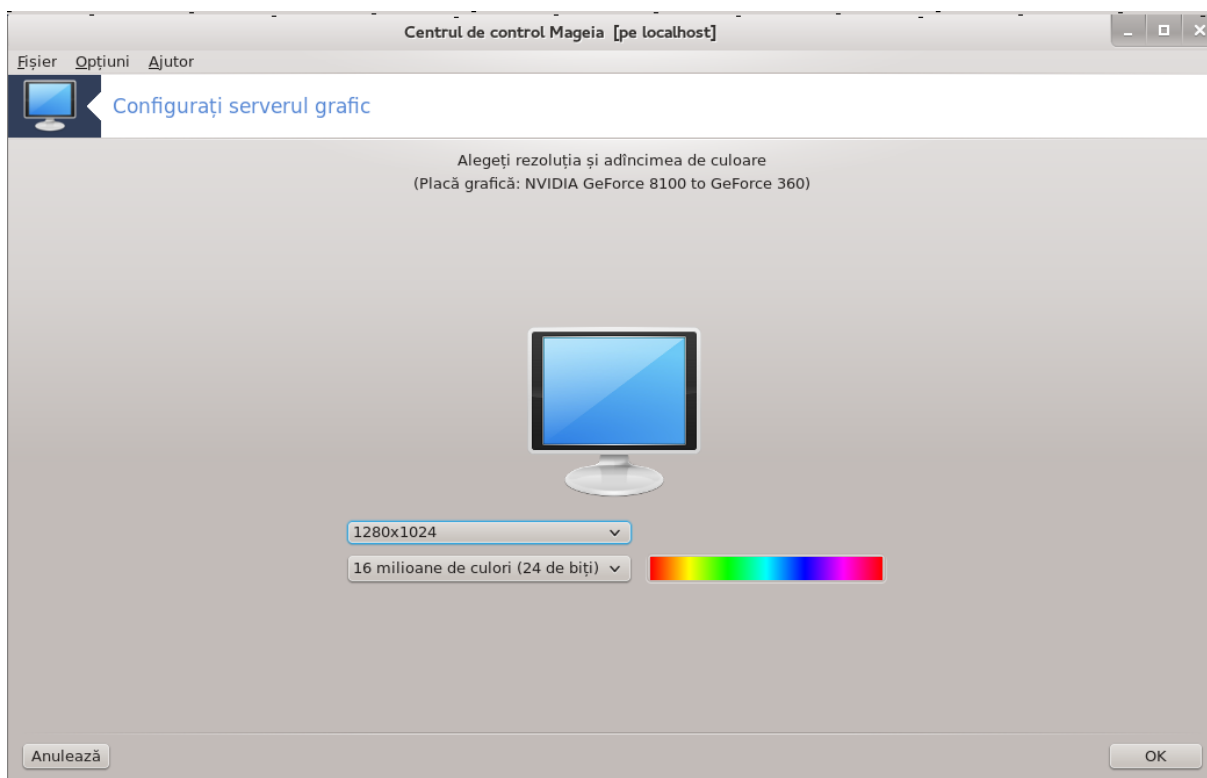 Centrul de control Mageia [pe localhost]
Fișier Opțiuni Ajutor
Configurați serverul grafic
Alegeți rezoluția și adîncimea de culoare
(Placă grafică: NVIDIA GeForce 8100 to GeForce 360)
1280x1024
16 milioane de culori (24 de biți)
Anulează OK